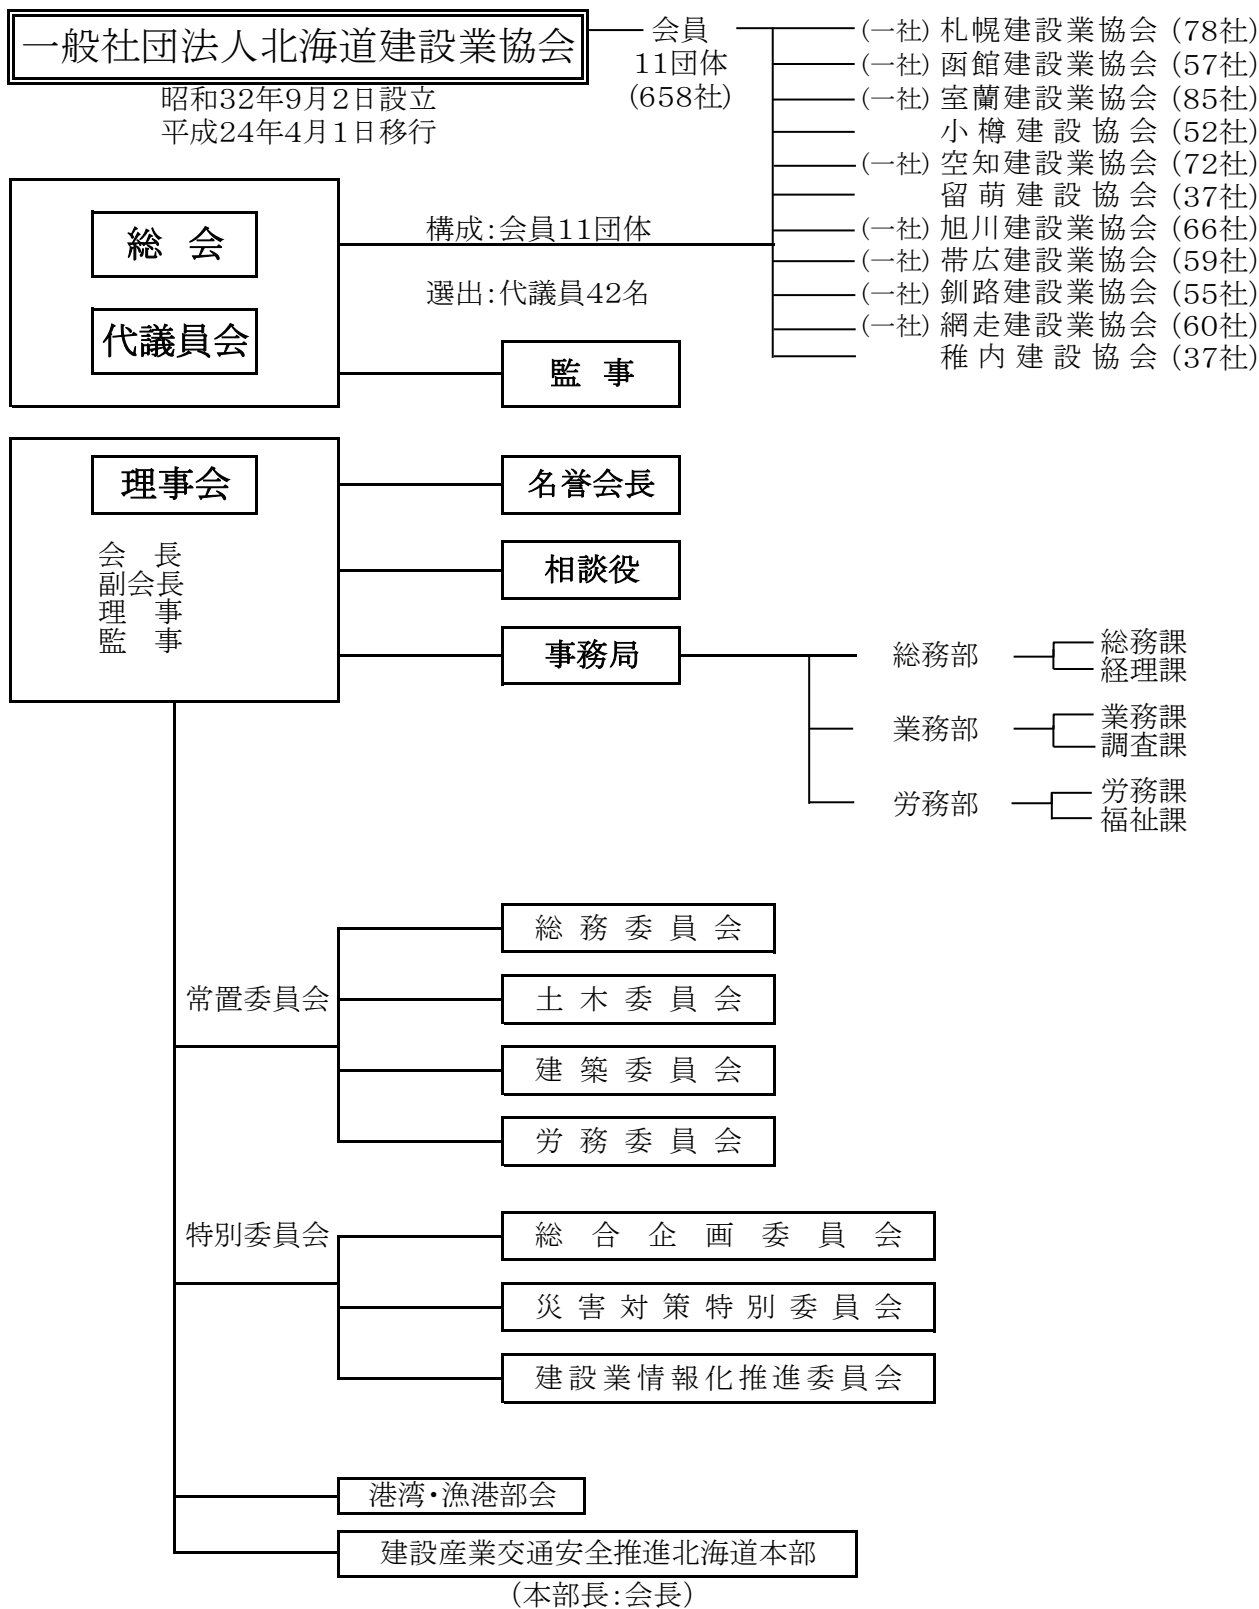 一般社団法人北海道建設業協会
昭和32年9月2日設立
平成24年4月1日移行
会員
11団体
(658社)
(一社) 札幌建設業協会 (78社)
(一社) 函館建設業協会 (57社)
(一社) 室蘭建設業協会 (85社)
小樽建設協会 (52社)
(一社) 空知建設業協会 (72社)
留萌建設協会 (37社)
(一社) 旭川建設業協会 (66社)
(一社) 帯広建設業協会 (59社)
(一社) 釧路建設業協会 (55社)
(一社) 網走建設業協会 (60社)
稚内建設協会 (37社)
総会
代議員会
構成:会員11団体
選出:代議員42名
監事
理事会
会長
副会長
理事
監事
名誉会長
相談役
事務局
総務部
総務課
経理課
業務部
業務課
調査課
労務部
労務課
福祉課
常置委員会
総務委員会
土木委員会
建築委員会
労務委員会
特別委員会
総合企画委員会
災害対策特別委員会
建設業情報化推進委員会
港湾・漁港部会
建設産業交通安全推進北海道本部
(本部長:会長)